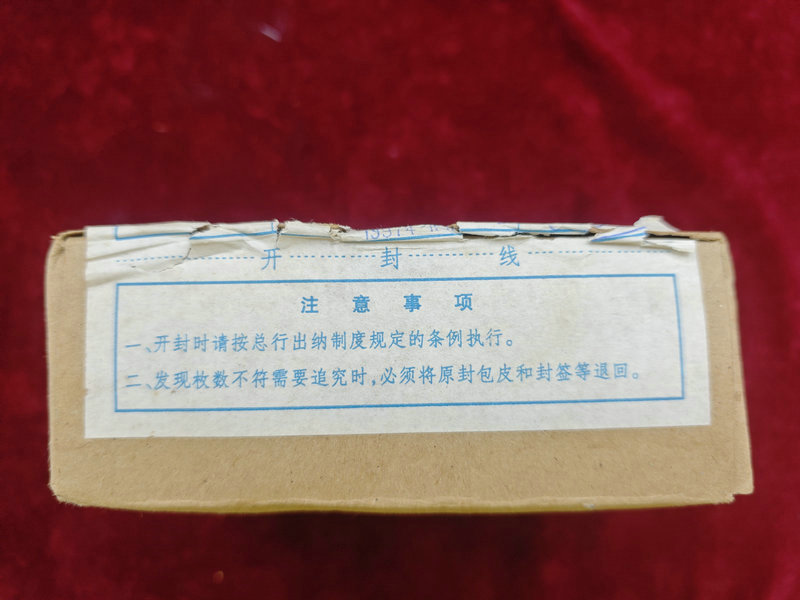 开封线
注意事项
一、开封时请按总行出纳制度规定的条例执行。
二、发现枚数不符需要追究时,必须将原封包皮和封签等退回。